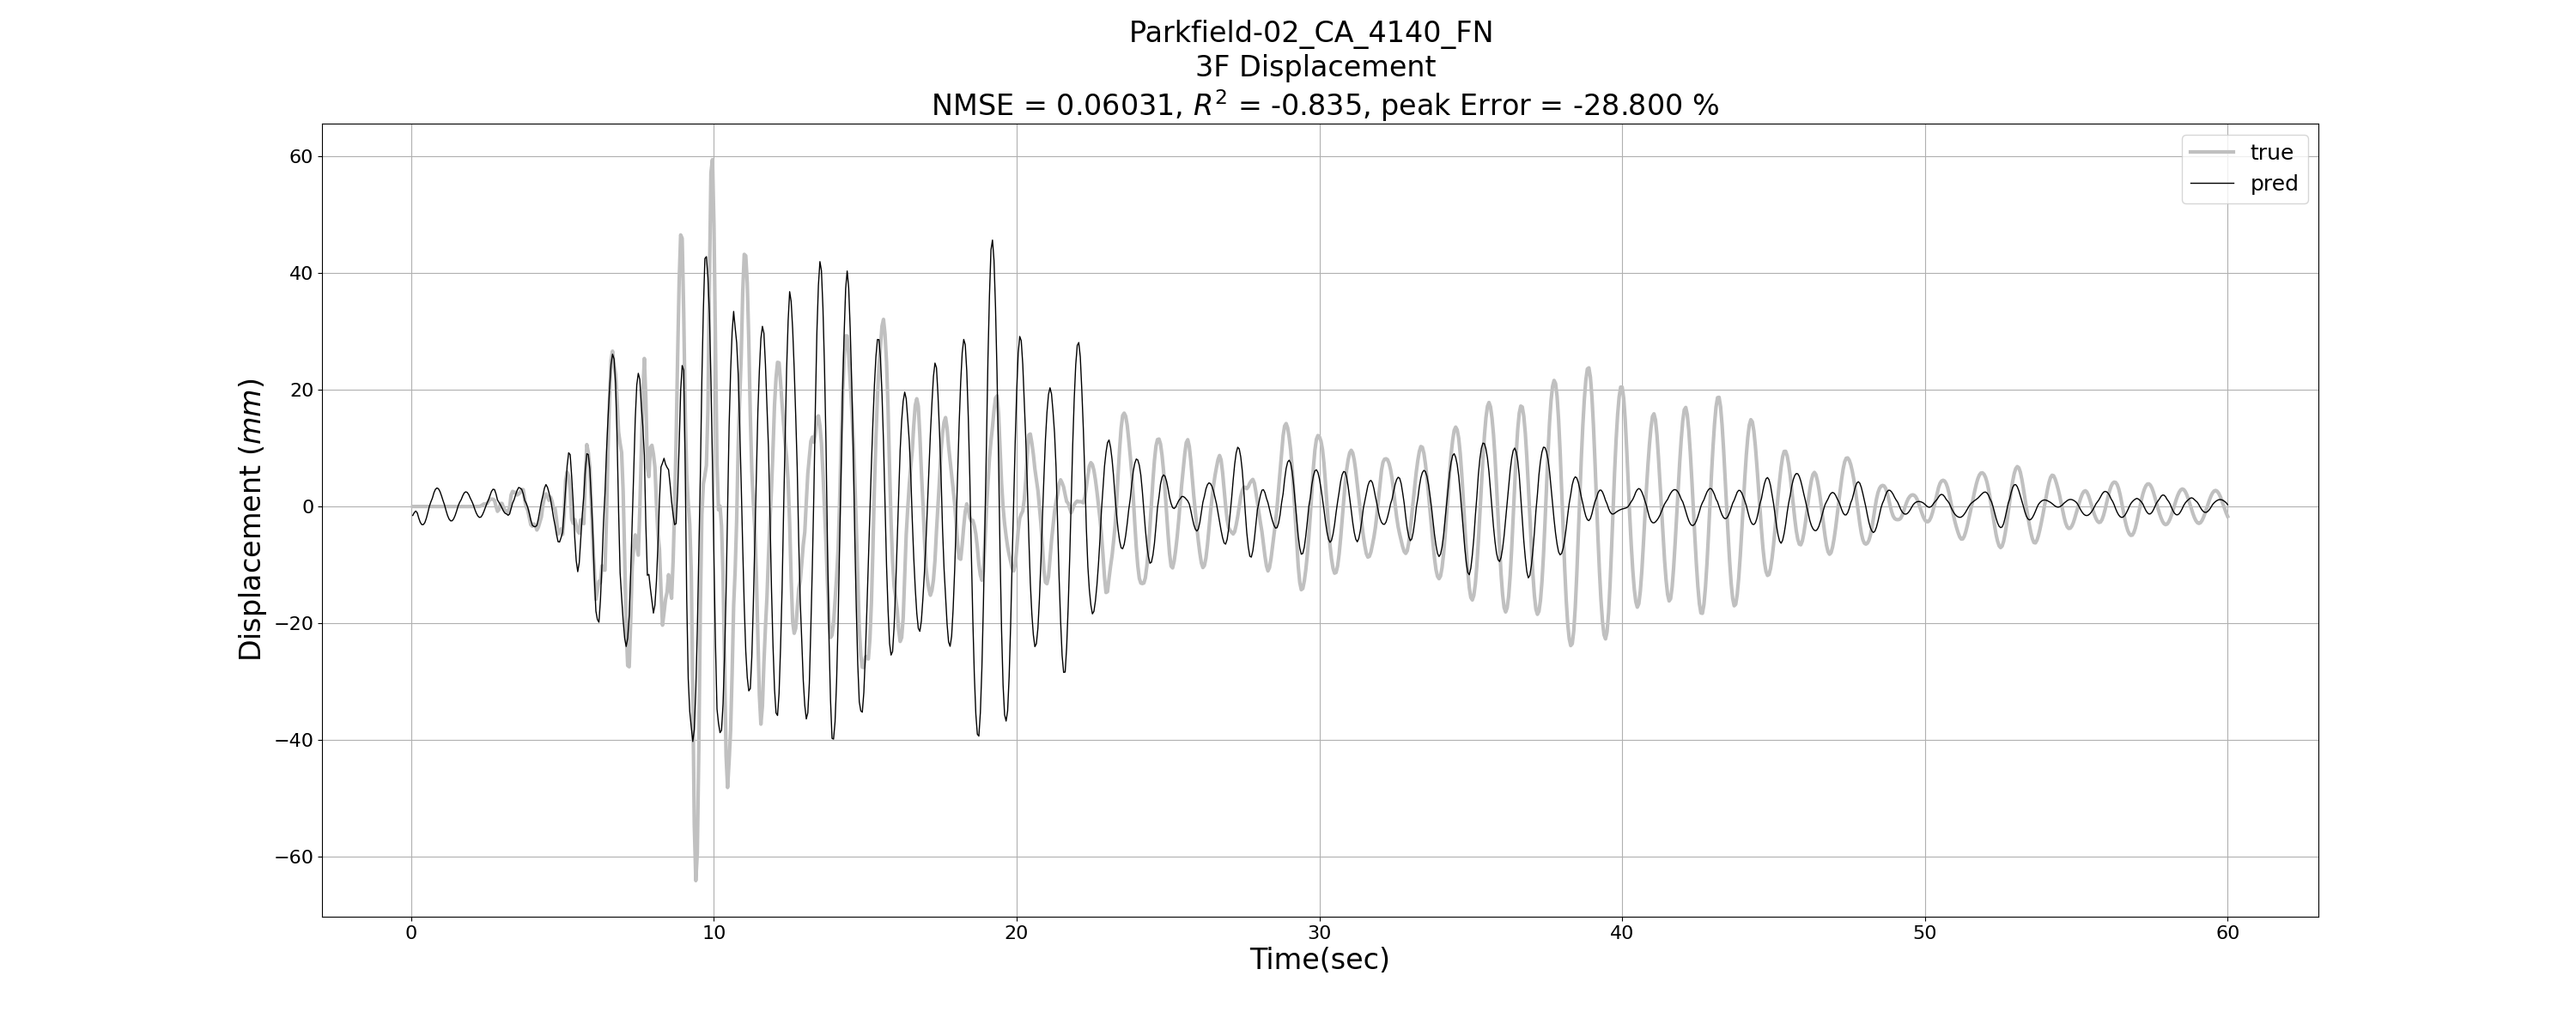 Parkfield-02_CA_4140_FN
3F Displacement
NMSE = 0.06031, R² = -0.835, peak Error = -28.800 %
true
pred
Displacement (mm)
60
40
20
0
−20
−40
−60
0 10 20 30 40 50 60
Time(sec)